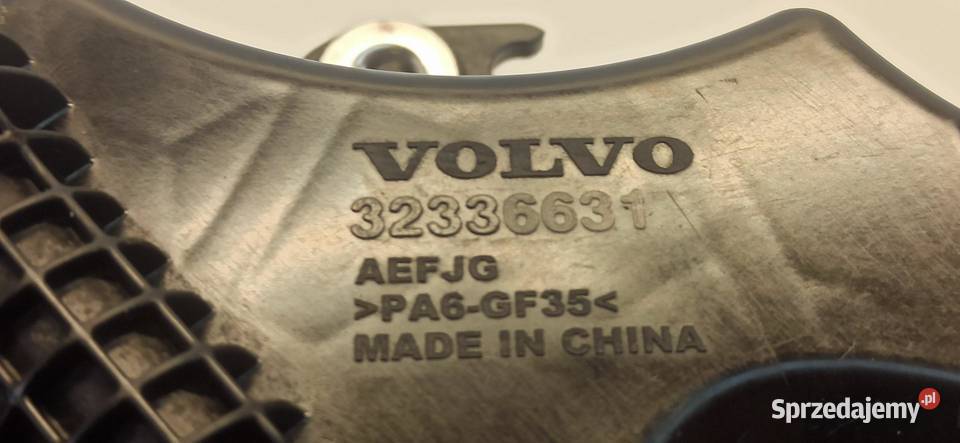 VOLVO
32336631
AEFJG
>PA6-GF35<
MADE IN CHINA
Sprzedajemy.pl